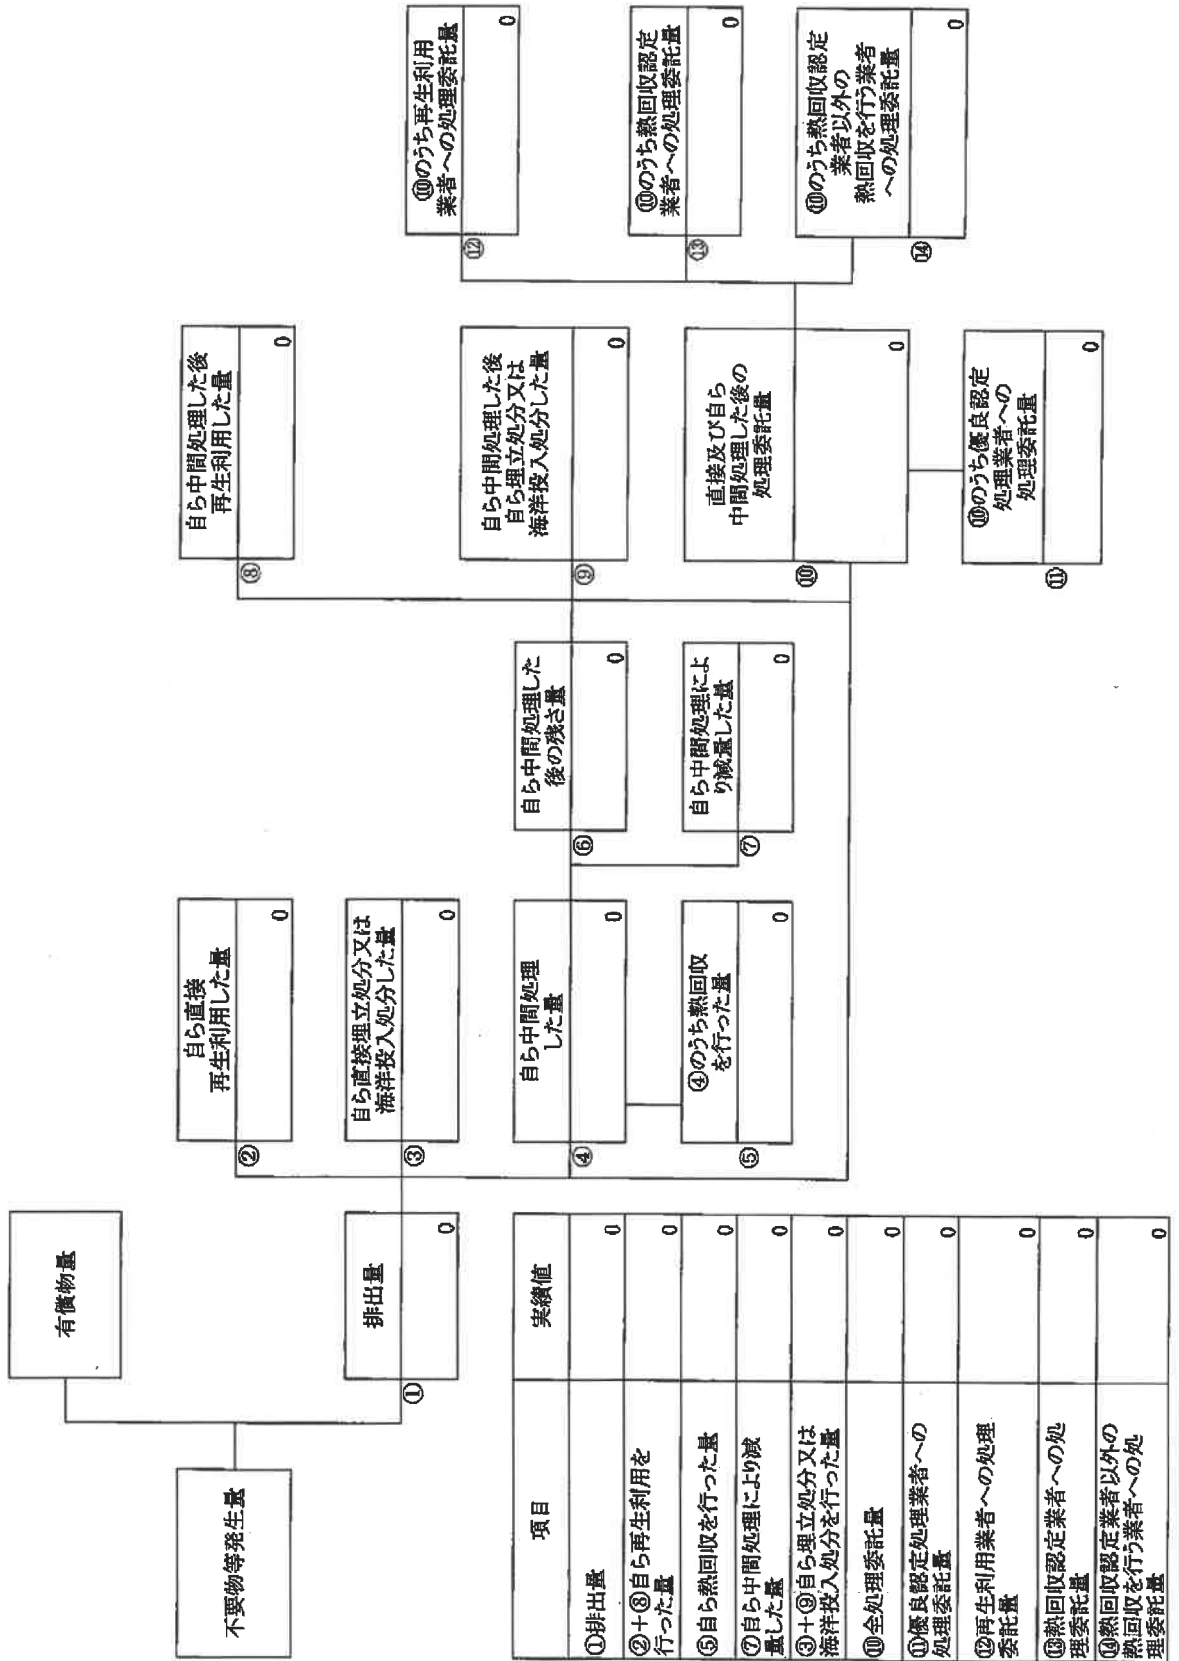 不要物等発生量
有償物量
排出量
①
0
②
自ら直接
再生利用した量
0
③
自ら直接埋立処分又は
海洋投入処分した量
0
④
自ら中間処理
した量
0
⑤
④のうち熱回収
を行った量
0
⑥
自ら中間処理した
後の残さ量
0
⑦
自ら中間処理によ
り減量した量
0
⑧
自ら中間処理した後
再生利用した量
0
⑨
自ら中間処理した後
自ら埋立処分又は
海洋投入処分した量
0
⑩
直接及び自ら
中間処理した後の
処理委託量
0
⑪
⑩のうち優良認定
処理業者への
処理委託量
0
⑫
⑩のうち再生利用
業者への処理委託量
0
⑬
⑩のうち熱回収認定
業者への処理委託量
0
⑭
⑩のうち熱回収認定
業者以外の
熱回収を行う業者
への処理委託量
0
項目 実績値
①排出量 0
②+⑧自ら再生利用を
行った量 0
⑤自ら熱回収を行った量 0
⑦自ら中間処理により減
量した量 0
③+⑨自ら埋立処分又は
海洋投入処分を行った量 0
⑩全処理委託量 0
⑪優良認定処理業者への
処理委託量 0
⑫再生利用業者への処理
委託量 0
⑬熱回収認定業者への処
理委託量 0
⑭熱回収認定業者以外の
熱回収を行う業者への処
理委託量 0